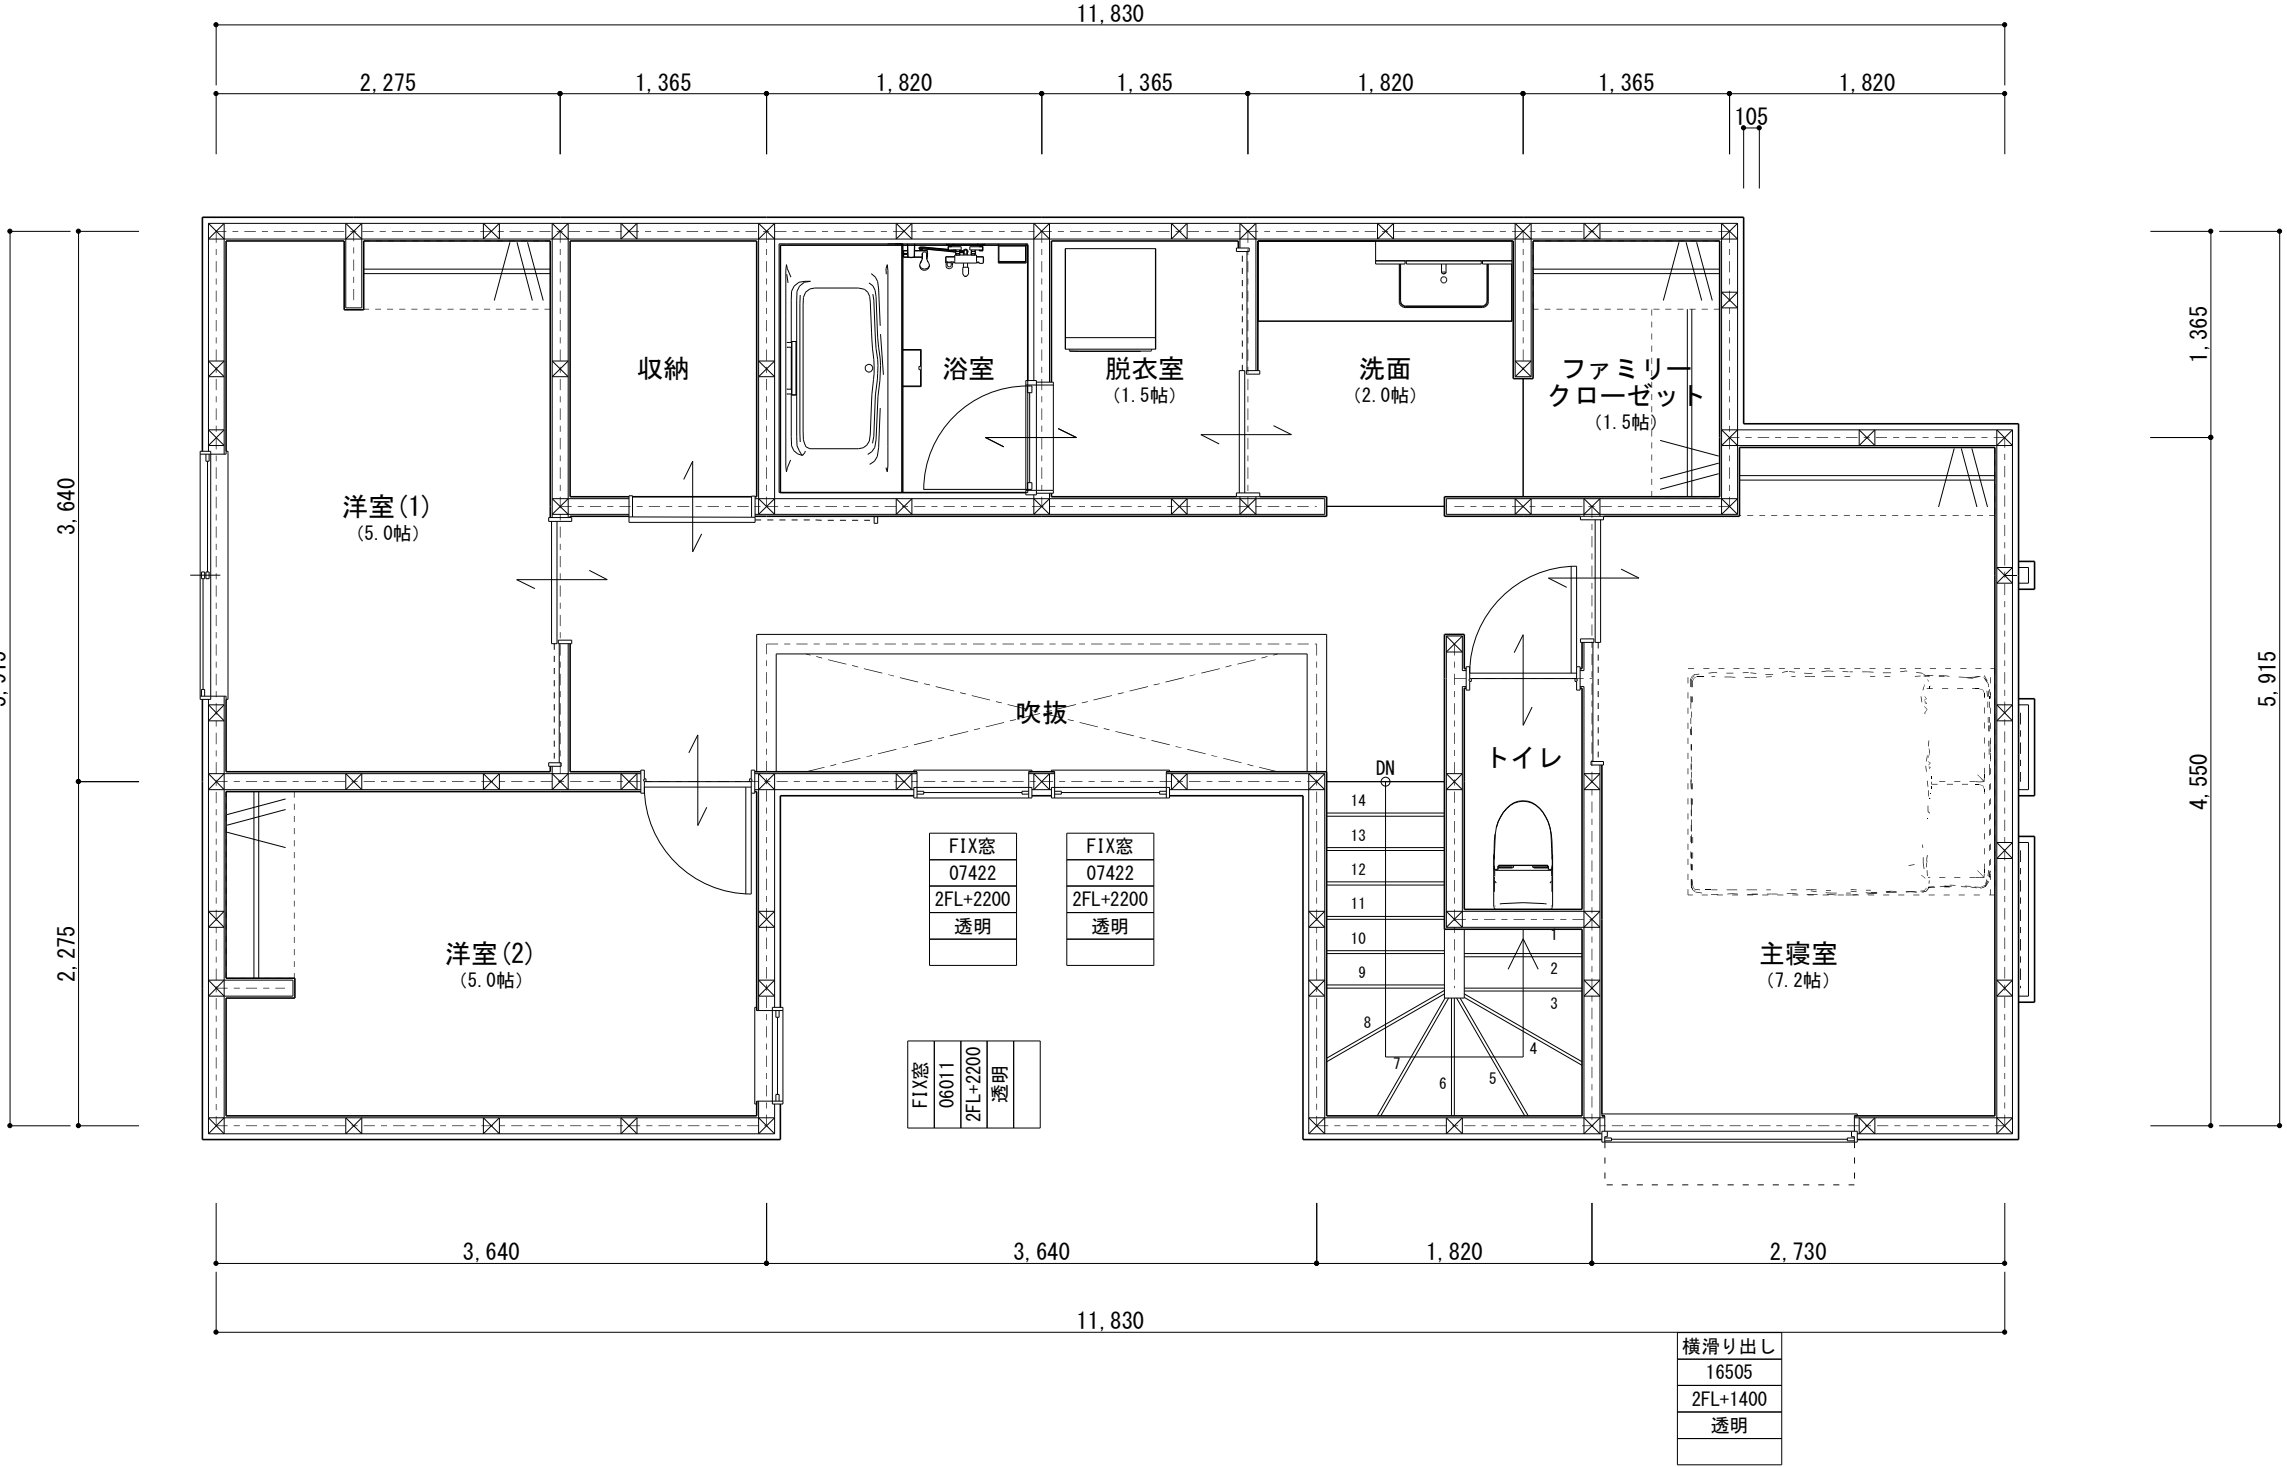 11,830
2,275
1,365
1,820
1,365
1,820
1,365
1,820
105
3,640
2,275
1,365
4,550
5,915
収納
浴室
脱衣室
(1.5帖)
洗面
(2.0帖)
ファミリー
クローゼット
(1.5帖)
洋室(1)
(5.0帖)
吹抜
トイレ
DN
14
13
12
11
10
9
8
7
6
5
4
3
2
1
FIX窓
07422
2FL+2200
透明
FIX窓
07422
2FL+2200
透明
洋室(2)
(5.0帖)
主寝室
(7.2帖)
FIX窓
06011
2FL+2200
透明
3,640
3,640
1,820
2,730
11,830
横滑り出し
16505
2FL+1400
透明